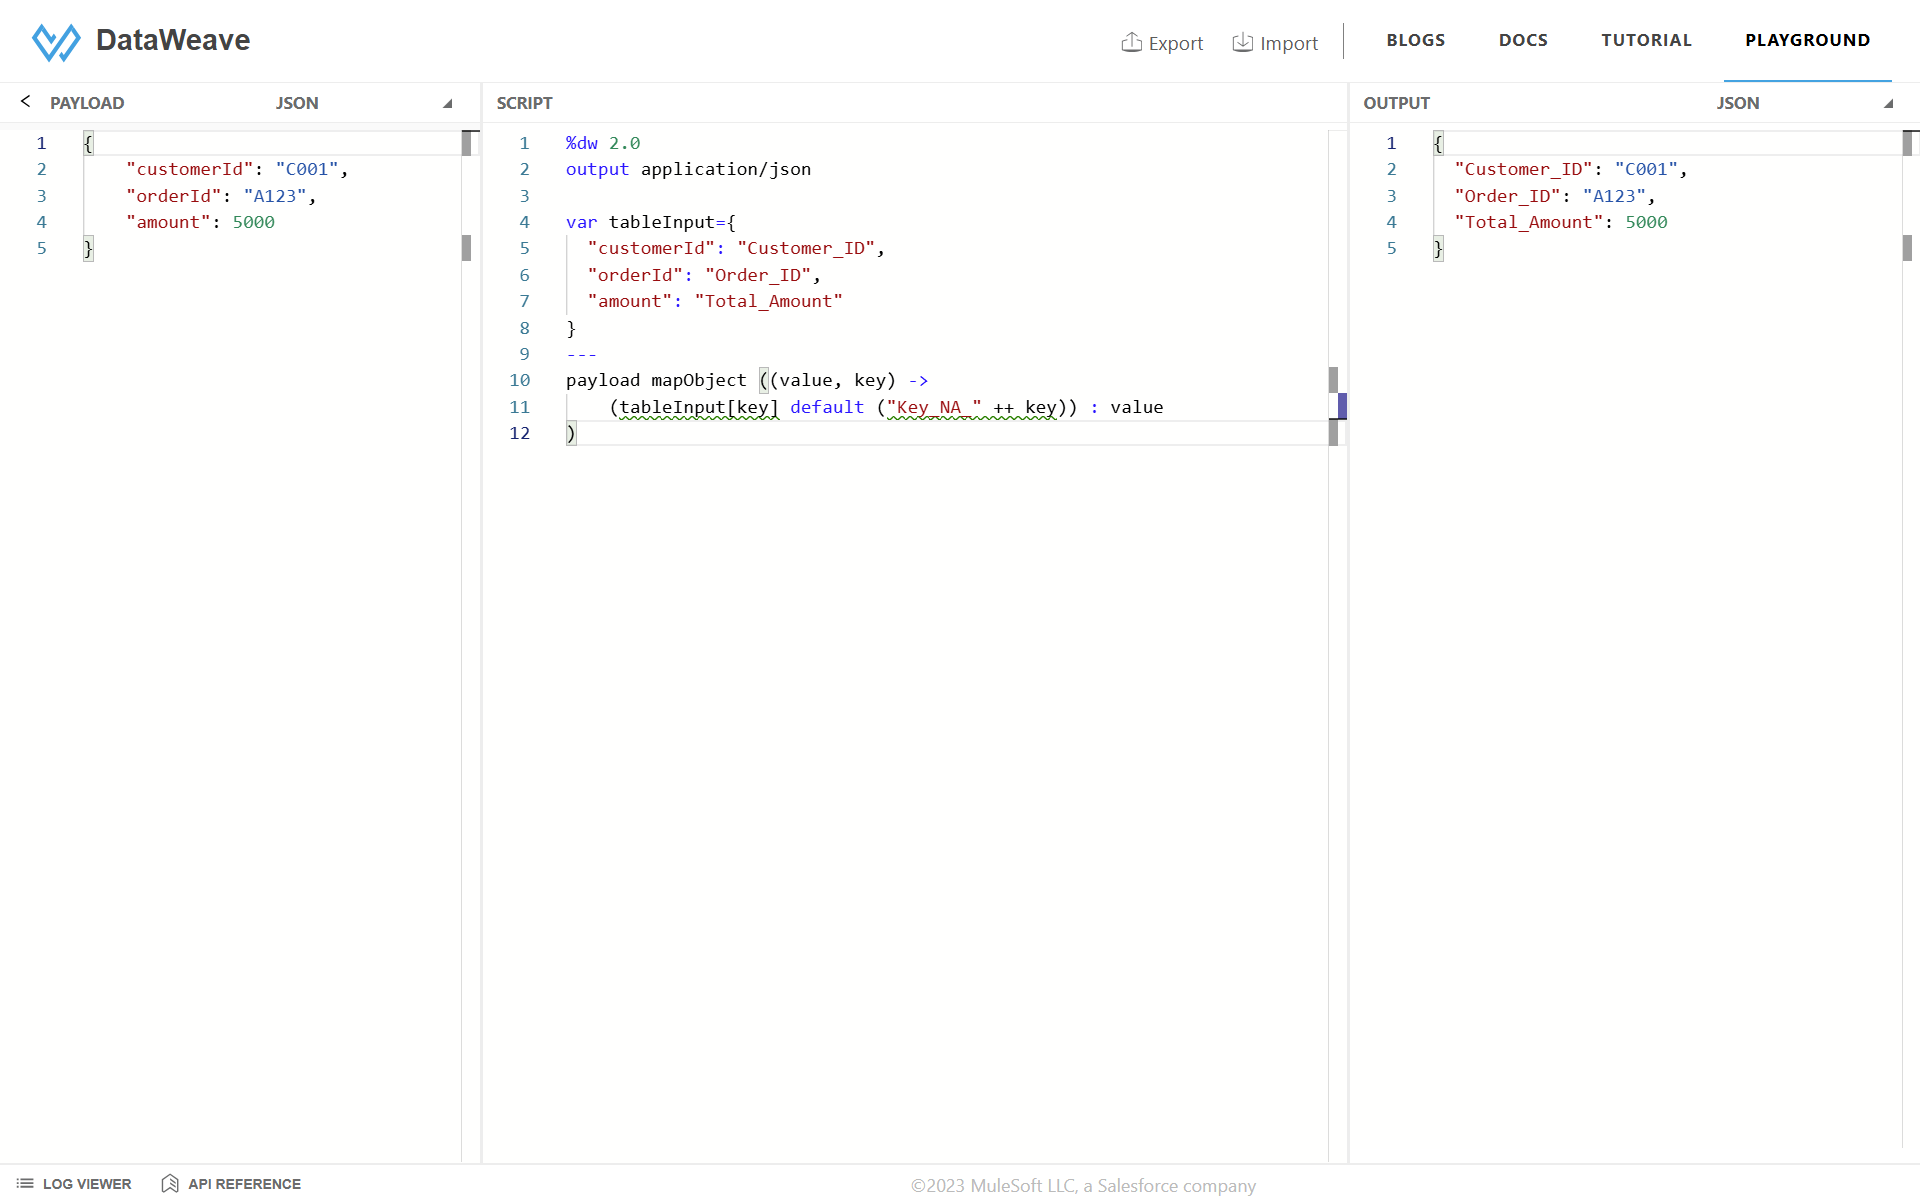 DataWeave
Export
Import
BLOGS
DOCS
TUTORIAL
PLAYGROUND
PAYLOAD
JSON
1 {
2 "customerId": "C001",
3 "orderId": "A123",
4 "amount": 5000
5 }
SCRIPT
1 %dw 2.0
2 output application/json
3
4 var tableInput={
5 "customerId": "Customer_ID",
6 "orderId": "Order_ID",
7 "amount": "Total_Amount"
8 }
9 ---
10 payload mapObject ((value, key) ->
11 (tableInput[key] default ("Key_NA_" ++ key)) : value
12 )
OUTPUT
JSON
1 {
2 "Customer_ID": "C001",
3 "Order_ID": "A123",
4 "Total_Amount": 5000
5 }
LOG VIEWER
API REFERENCE
©2023 MuleSoft LLC, a Salesforce company